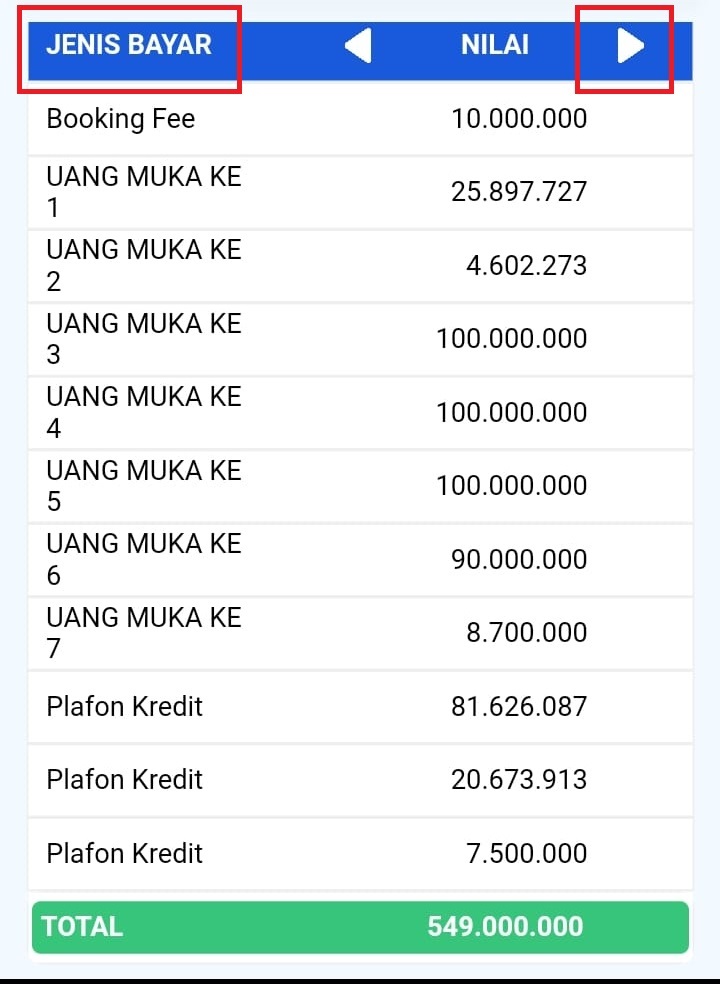 JENIS BAYAR NILAI
Booking Fee 10.000.000
UANG MUKA KE
1 25.897.727
UANG MUKA KE
2 4.602.273
UANG MUKA KE
3 100.000.000
UANG MUKA KE
4 100.000.000
UANG MUKA KE
5 100.000.000
UANG MUKA KE
6 90.000.000
UANG MUKA KE
7 8.700.000
Plafon Kredit 81.626.087
Plafon Kredit 20.673.913
Plafon Kredit 7.500.000
TOTAL 549.000.000